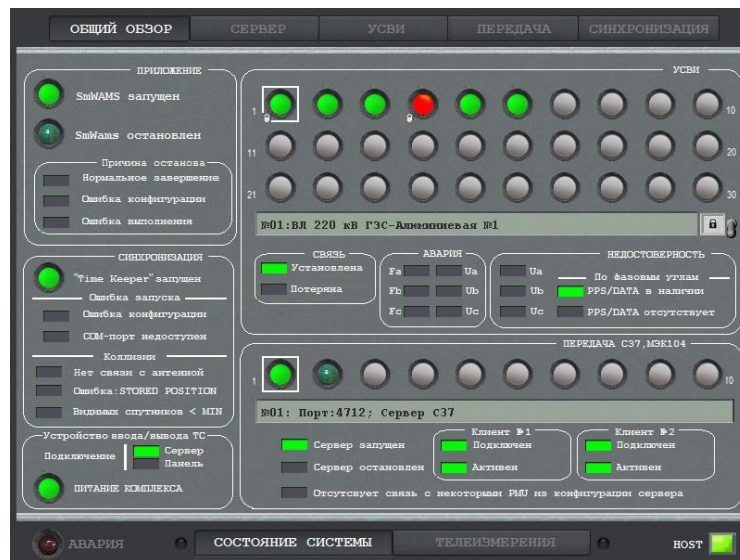 ОБЩИЙ ОБЗОР СЕРВЕР УСВИ ПЕРЕДАЧА СИНХРОНИЗАЦИЯ
ПРИЛОЖЕНИЕ
SmWAMS запущен
SmWams остановлен
Причина останова
Нормальное завершение
Ошибка конфигурации
Ошибка выполнения
СИНХРОНИЗАЦИЯ
"Time Keeper" запущен
Ошибка запуска
Ошибка конфигурации
COM-порт недоступен
Коллизии
Нет связи с антенной
Ошибка:STORED POSITION
Видимых спутников < MIN
Устройство ввода/вывода ТС
Подключение
Сервер
Панель
ПИТАНИЕ КОМПЛЕКСА
УСВИ
1 10
11 20
21 30
№01:ВЛ 220 кВ ГЭС-Алюминиевая №1
СВЯЗЬ
Установлена
Потеряна
АВАРИЯ
Fa Ua
Fb Ub
Fc Uc
НЕДОСТОВЕРНОСТЬ
Ua
Ub
Uc
По фазовым углам
PPS/DATA в наличии
PPS/DATA отсутствует
ПЕРЕДАЧА C37,МЭК104
1 10
№01: Порт:4712; Сервер C37
Сервер запущен
Сервер остановлен
Клиент №1
Подключен
Активен
Клиент №2
Подключен
Активен
Отсутсвует связь с некоторыми PMU из конфигурации сервера
АВАРИЯ СОСТОЯНИЕ СИСТЕМЫ ТЕЛЕИЗМЕРЕНИЯ HOST